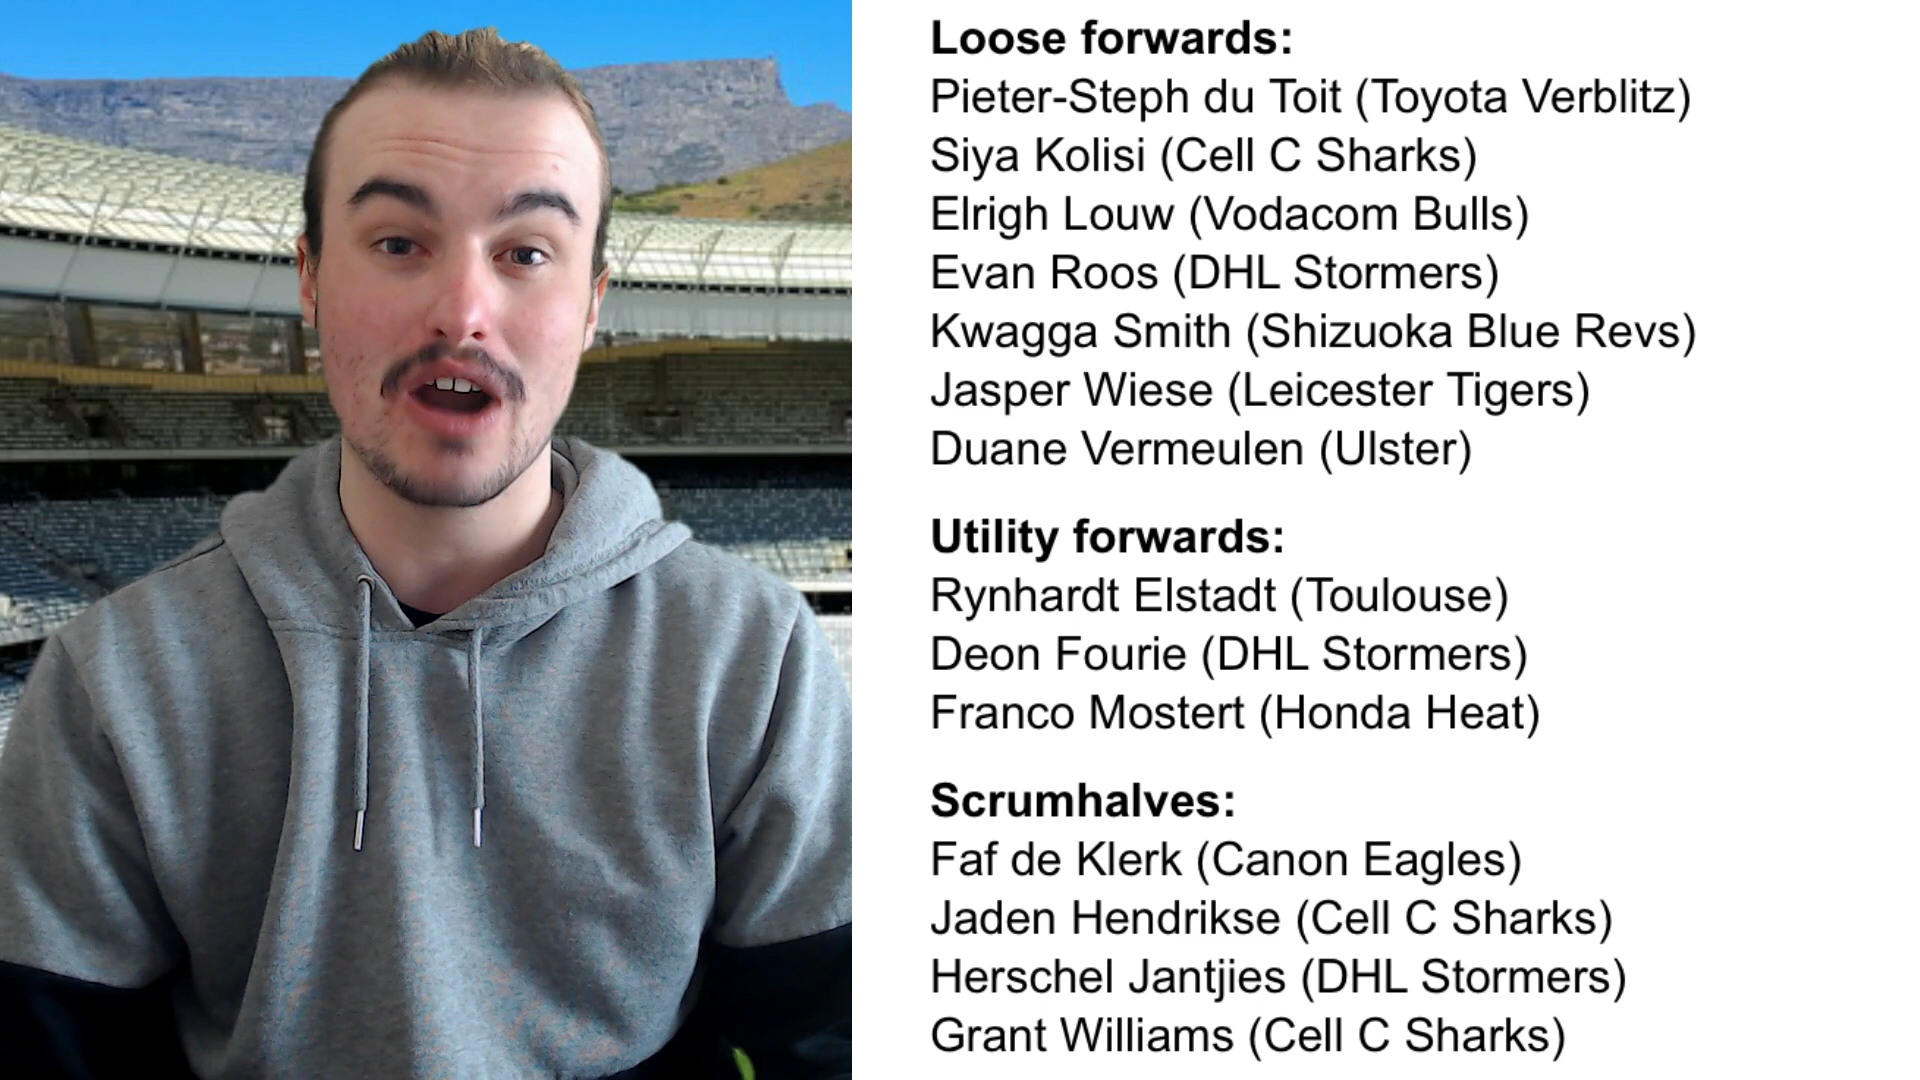 Loose forwards:
Pieter-Steph du Toit (Toyota Verblitz)
Siya Kolisi (Cell C Sharks)
Elrigh Louw (Vodacom Bulls)
Evan Roos (DHL Stormers)
Kwagga Smith (Shizuoka Blue Revs)
Jasper Wiese (Leicester Tigers)
Duane Vermeulen (Ulster)
Utility forwards:
Rynhardt Elstadt (Toulouse)
Deon Fourie (DHL Stormers)
Franco Mostert (Honda Heat)
Scrumhalves:
Faf de Klerk (Canon Eagles)
Jaden Hendrikse (Cell C Sharks)
Herschel Jantjies (DHL Stormers)
Grant Williams (Cell C Sharks)